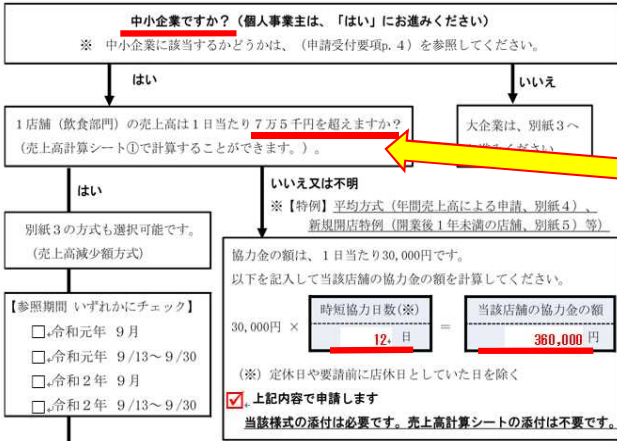 中小企業ですか？（個人事業主は、「はい」にお進みください）
※　中小企業に該当するかどうかは、（申請受付要項p. 4）を参照してください。
はい
いいえ
1店舗（飲食部門）の売上高は1日当たり7万5千円を超えますか？
（売上高計算シート①で計算することができます。）。
大企業は、別紙3へ
はい
いいえ又は不明
※【特例】平均方式（年間売上高による申請、別紙4）、
新規開店特例（開業後1年未満の店舗、別紙5）等）
別紙3の方式も選択可能です。
（売上高減少額方式）
協力金の額は、1日当たり30,000円です。
以下を記入して当該店舗の協力金の額を計算してください。
時短協力日数(※)
当該店舗の協力金の額
30,000円 ×
12 日
＝
360,000 円
（※）定休日や要請前に店休日としていた日を除く
☑ 上記内容で申請します
当該様式の添付は必要です。売上高計算シートの添付は不要です。
【参照期間 いずれかにチェック】
□令和元年 9月
□令和元年 9/13～9/30
□令和2年 9月
□令和2年 9/13～9/30